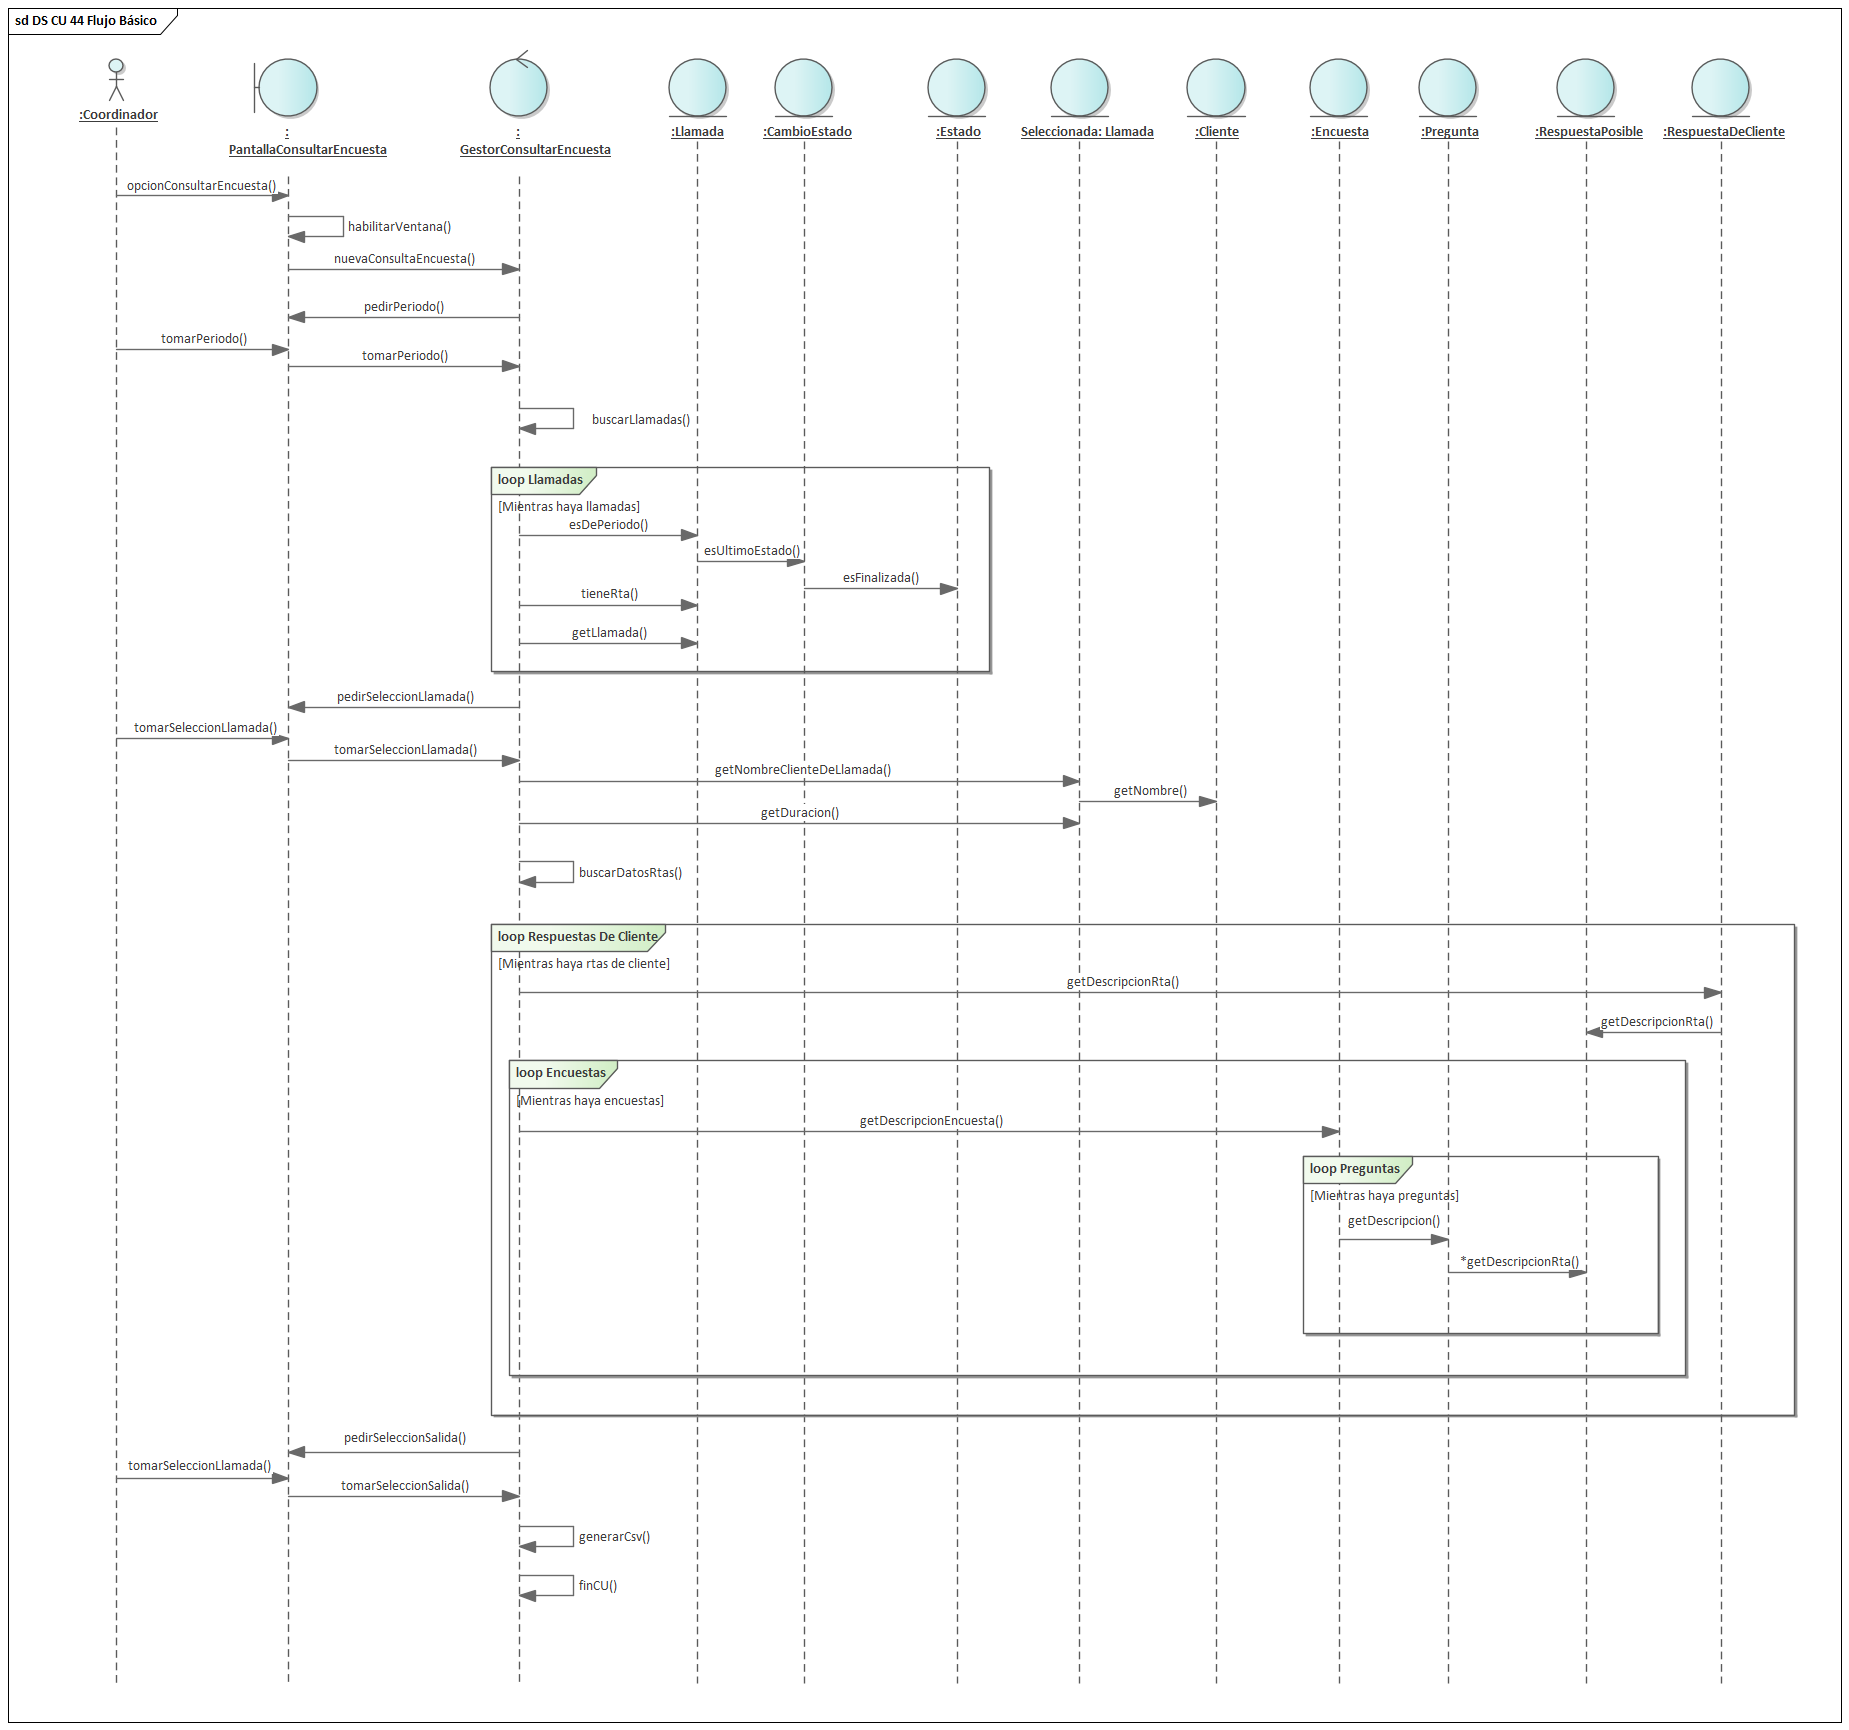 sd DS CU 44 Flujo Básico
:Coordinador
:
PantallaConsultarEncuesta
:
GestorConsultarEncuesta
:Llamada
:CambioEstado
:Estado
Seleccionada: Llamada
:Cliente
:Encuesta
:Pregunta
:RespuestaPosible
:RespuestaDeCliente
opcionConsultarEncuesta()
habilitarVentana()
nuevaConsultaEncuesta()
pedirPeriodo()
tomarPeriodo()
tomarPeriodo()
buscarLlamadas()
loop Llamadas
[Mientras haya llamadas]
esDePeriodo()
esUltimoEstado()
esFinalizada()
tieneRta()
getLlamada()
pedirSeleccionLlamada()
tomarSeleccionLlamada()
tomarSeleccionLlamada()
getNombreClienteDeLlamada()
getNombre()
getDuracion()
buscarDatosRtas()
loop Respuestas De Cliente
[Mientras haya rtas de cliente]
getDescripcionRta()
getDescripcionRta()
loop Encuestas
[Mientras haya encuestas]
getDescripcionEncuesta()
loop Preguntas
[Mientras haya preguntas]
getDescripcion()
*getDescripcionRta()
pedirSeleccionSalida()
tomarSeleccionLlamada()
tomarSeleccionSalida()
generarCsv()
finCU()